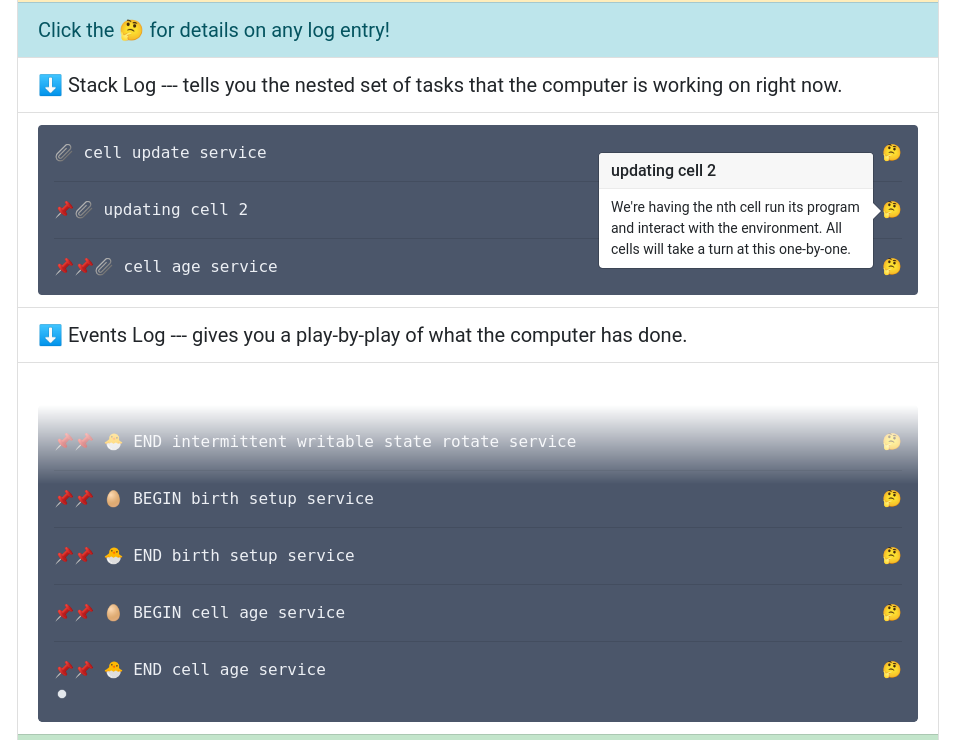 Click the 🤔 for details on any log entry!
⬇️ Stack Log --- tells you the nested set of tasks that the computer is working on right now.
📎 cell update service 🤔
updating cell 2
📌📎 updating cell 2 🤔
We're having the nth cell run its program
and interact with the environment. All
cells will take a turn at this one-by-one.
📌📌📎 cell age service 🤔
⬇️ Events Log --- gives you a play-by-play of what the computer has done.
📌📌 🐣 END intermittent writable state rotate service 🤔
📌📌 🥚 BEGIN birth setup service 🤔
📌📌 🐣 END birth setup service 🤔
📌📌 🥚 BEGIN cell age service 🤔
📌📌 🐣 END cell age service 🤔